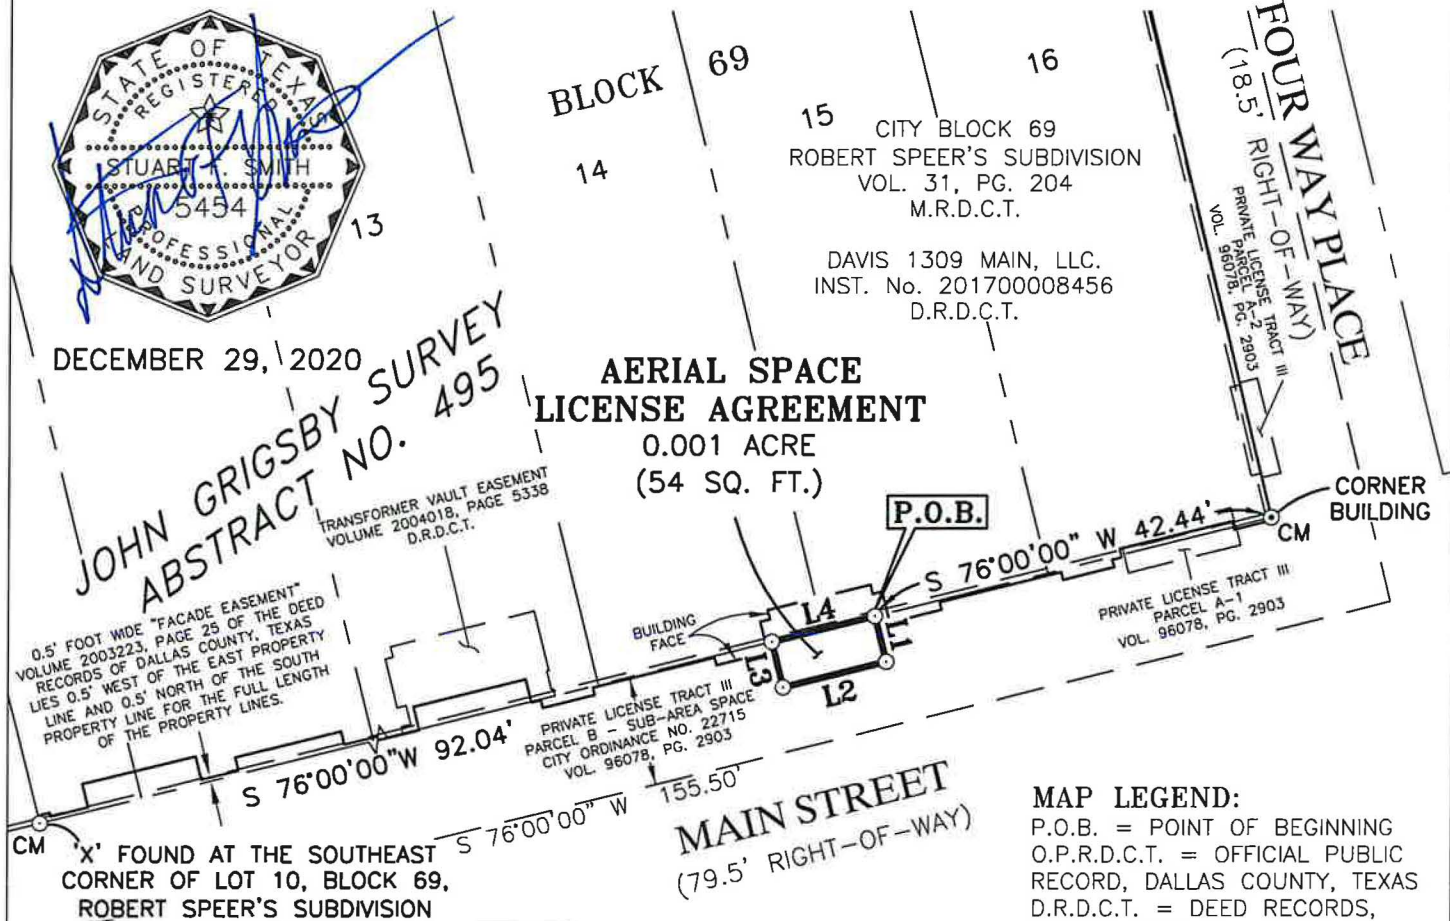 STATE OF TEXAS
REGISTERED
STUART F. SMITH
5454
PROFESSIONAL
LAND SURVEYOR
DECEMBER 29, 2020
BLOCK 69
13
14
15
16
CITY BLOCK 69
ROBERT SPEER'S SUBDIVISION
VOL. 31, PG. 204
M.R.D.C.T.
DAVIS 1309 MAIN, LLC.
INST. No. 201700008456
D.R.D.C.T.
FOUR WAY PLACE
(18.5' RIGHT-OF-WAY)
PRIVATE LICENSE TRACT III
PARCEL A-2
VOL. 96078, PG. 2903
JOHN GRIGSBY SURVEY
ABSTRACT NO. 495
AERIAL SPACE
LICENSE AGREEMENT
0.001 ACRE
(54 SQ. FT.)
TRANSFORMER VAULT EASEMENT
VOLUME 2004018, PAGE 5338
D.R.D.C.T.
P.O.B.
CORNER
BUILDING
CM
S 76°00'00" W 42.44'
PRIVATE LICENSE TRACT III
PARCEL A-1
VOL. 96078, PG. 2903
0.5' FOOT WIDE "FACADE EASEMENT"
VOLUME 2003223, PAGE 25 OF THE DEED
RECORDS OF DALLAS COUNTY, TEXAS
LIES 0.5' WEST OF THE EAST PROPERTY
LINE AND 0.5' NORTH OF THE SOUTH
PROPERTY LINE FOR THE FULL LENGTH
OF THE PROPERTY LINES.
BUILDING
FACE
L4
L1
L3
L2
PRIVATE LICENSE TRACT III
PARCEL B - SUB-AREA SPACE
CITY ORDINANCE NO. 22715
VOL. 96078, PG. 2903
S 76°00'00"W 92.04'
S 76°00'00" W 155.50'
MAIN STREET
(79.5' RIGHT-OF-WAY)
CM
'X' FOUND AT THE SOUTHEAST
CORNER OF LOT 10, BLOCK 69,
ROBERT SPEER'S SUBDIVISION
MAP LEGEND:
P.O.B. = POINT OF BEGINNING
O.P.R.D.C.T. = OFFICIAL PUBLIC
RECORD, DALLAS COUNTY, TEXAS
D.R.D.C.T. = DEED RECORDS,